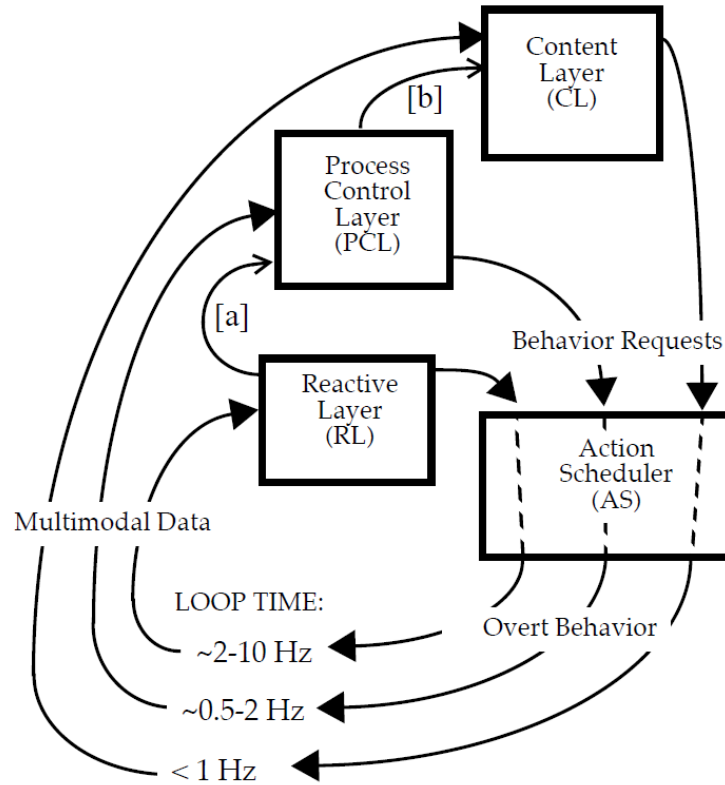 Content
Layer
(CL)
[b]
Process
Control
Layer
(PCL)
[a]
Behavior Requests
Reactive
Layer
(RL)
Action
Scheduler
(AS)
Multimodal Data
LOOP TIME:
Overt Behavior
~2-10 Hz
~0.5-2 Hz
< 1 Hz